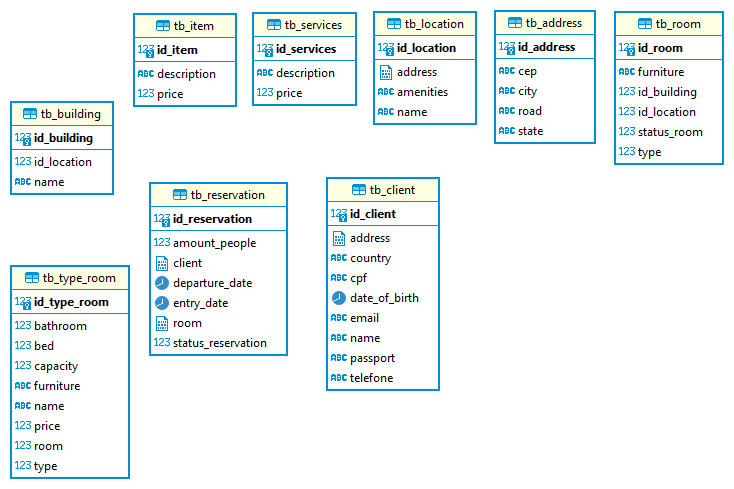 tb_item
123 id_item
ABC description
123 price
tb_services
123 id_services
ABC description
123 price
tb_location
123 id_location
address
ABC amenities
ABC name
tb_address
123 id_address
ABC cep
ABC city
ABC road
ABC state
tb_room
123 id_room
ABC furniture
123 id_building
123 id_location
123 status_room
123 type
tb_building
123 id_building
123 id_location
ABC name
tb_reservation
123 id_reservation
123 amount_people
client
departure_date
entry_date
room
123 status_reservation
tb_client
123 id_client
address
ABC country
ABC cpf
date_of_birth
ABC email
ABC name
ABC passport
ABC telefone
tb_type_room
123 id_type_room
123 bathroom
123 bed
123 capacity
ABC furniture
ABC name
123 price
123 room
123 type